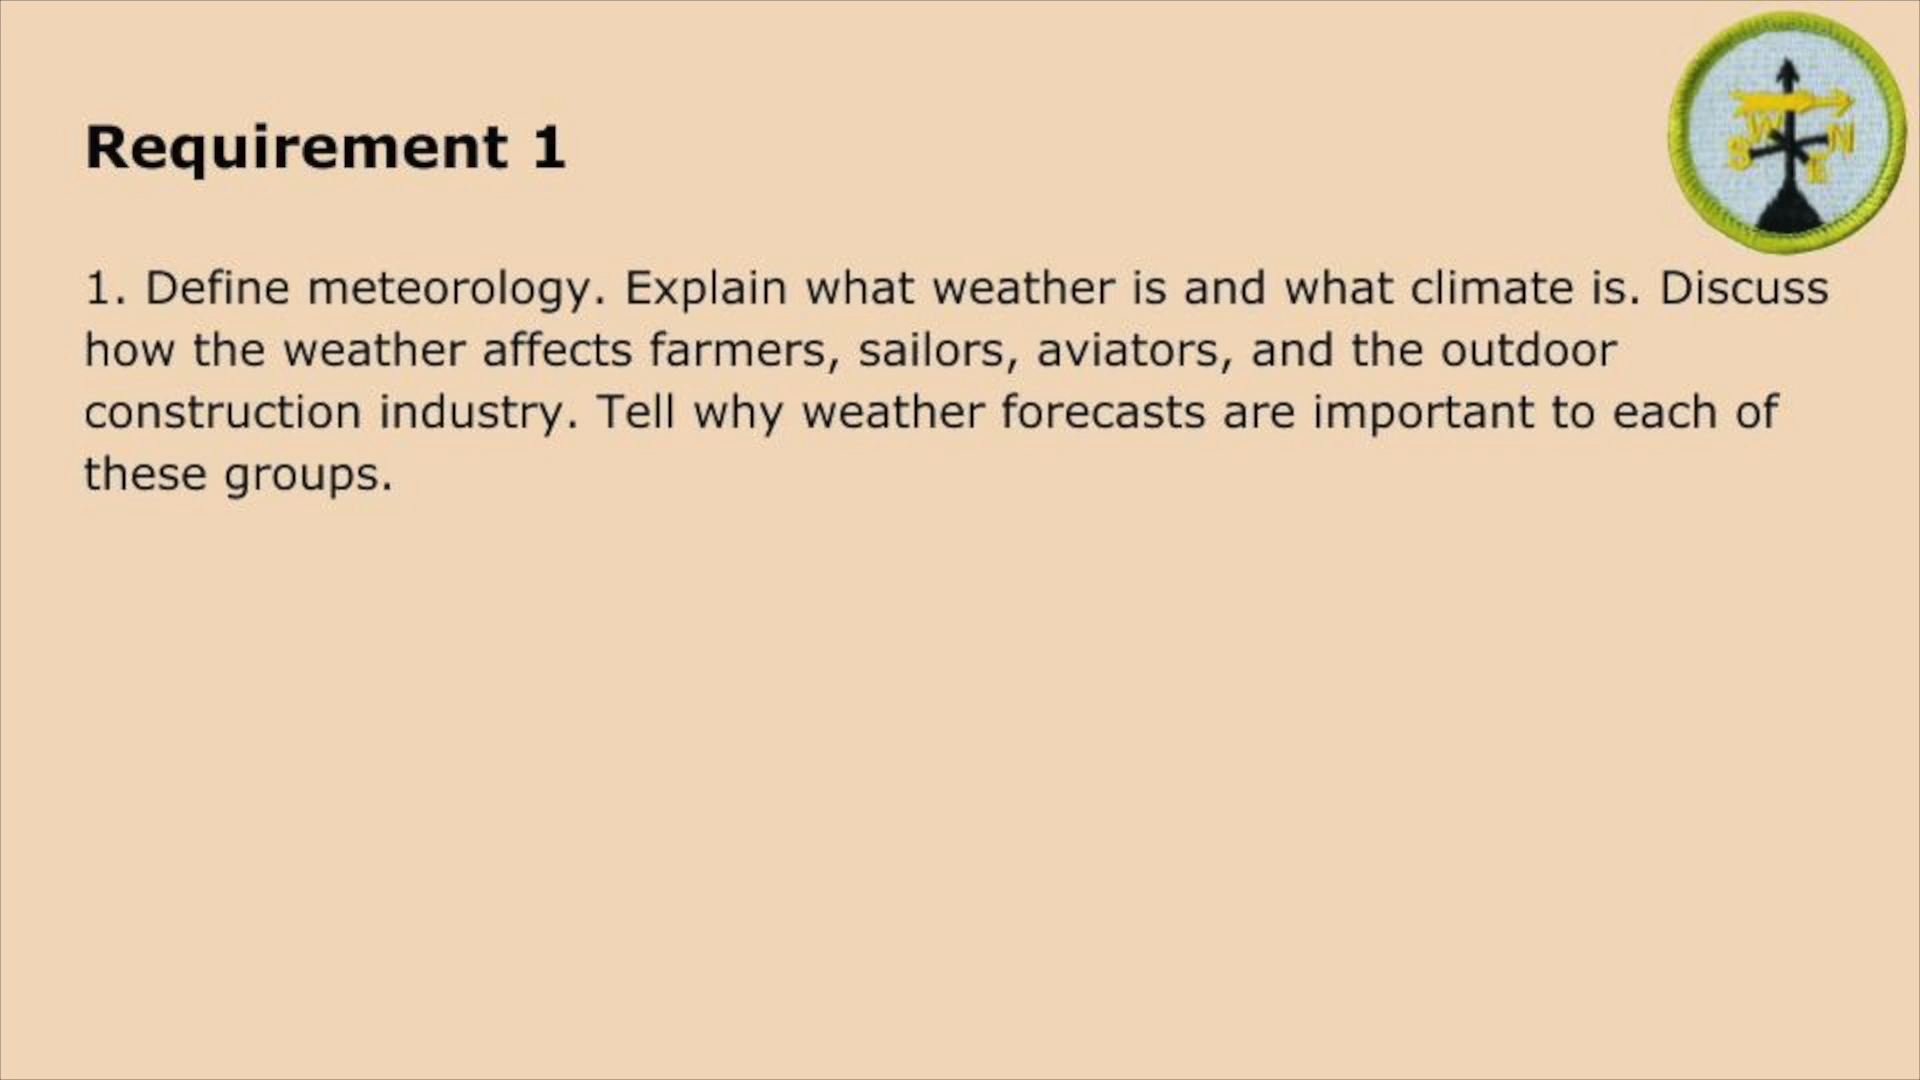 Requirement 1
1. Define meteorology. Explain what weather is and what climate is. Discuss
how the weather affects farmers, sailors, aviators, and the outdoor
construction industry. Tell why weather forecasts are important to each of
these groups.
W
N
S
E